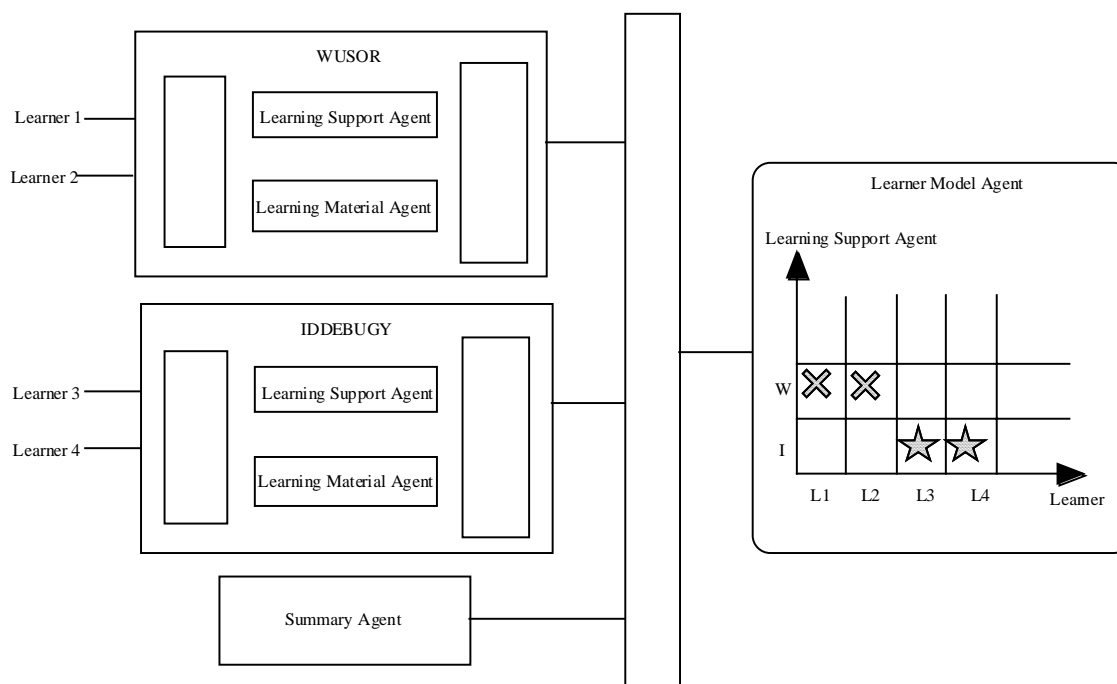 WUSOR
Learner 1
Learner 2
Learning Support Agent
Learning Material Agent
IDDEBUGY
Learner 3
Learner 4
Learning Support Agent
Learning Material Agent
Summary Agent
Learner Model Agent
Learning Support Agent
W
I
L1 L2 L3 L4
Learner